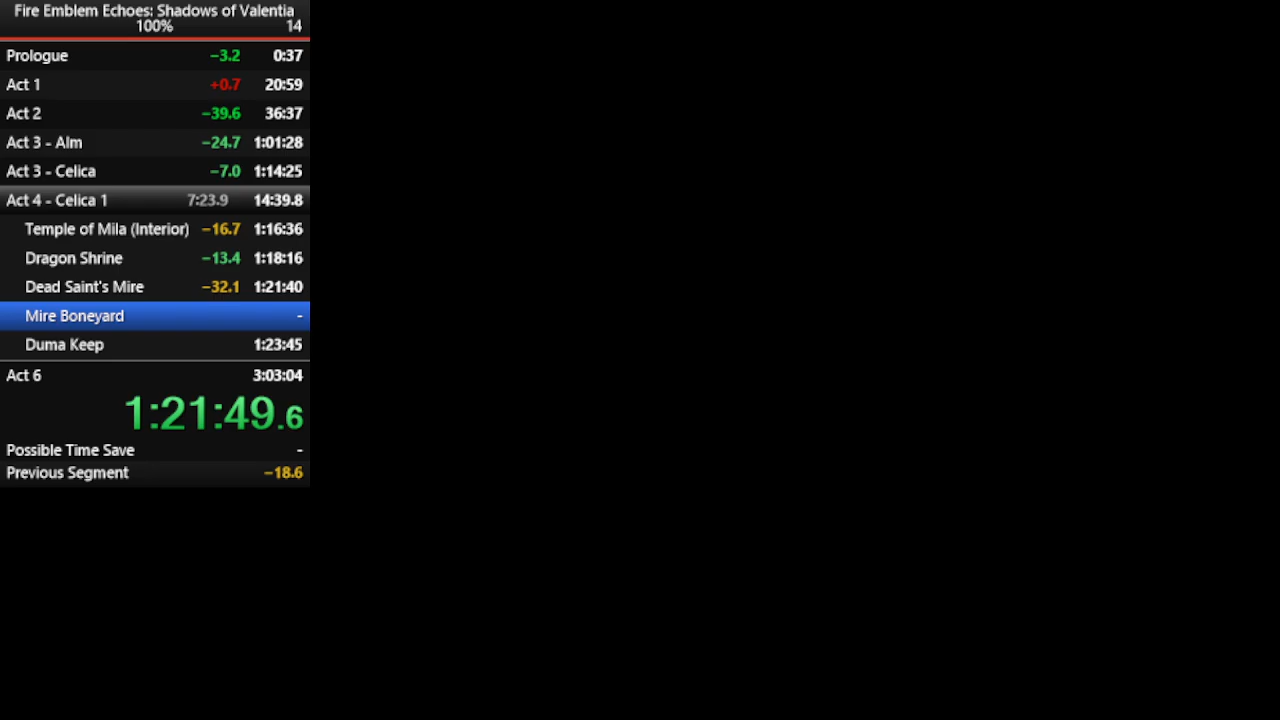 Fire Emblem Echoes: Shadows of Valentia
100% 14
Prologue −3.2 0:37
Act 1 +0.7 20:59
Act 2 −39.6 36:37
Act 3 - Alm −24.7 1:01:28
Act 3 - Celica −7.0 1:14:25
Act 4 - Celica 1 7:23.9 14:39.8
Temple of Mila (Interior) −16.7 1:16:36
Dragon Shrine −13.4 1:18:16
Dead Saint's Mire −32.1 1:21:40
Mire Boneyard -
Duma Keep 1:23:45
Act 6 3:03:04
1:21:49.6
Possible Time Save -
Previous Segment −18.6